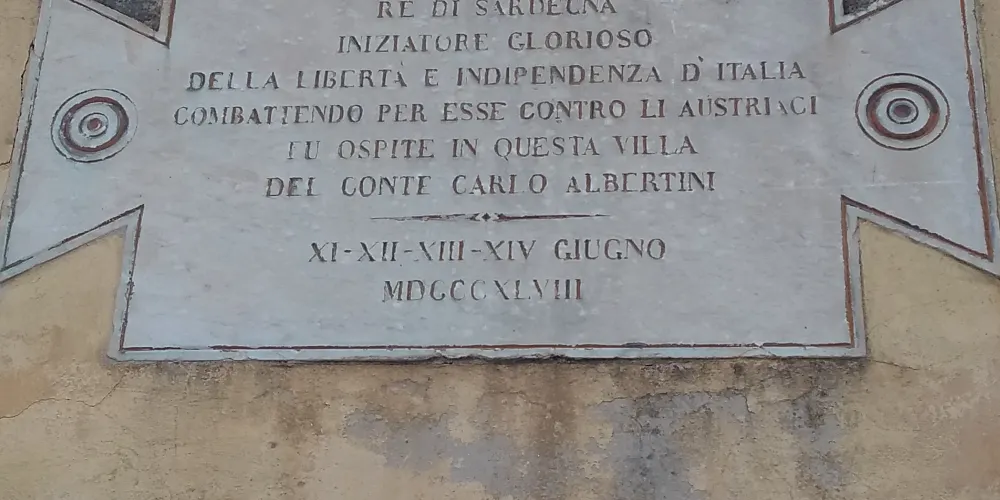 RE DI SARDEGNA
INIZIATORE GLORIOSO
DELLA LIBERTÀ E INDIPENDENZA D'ITALIA
COMBATTENDO PER ESSE CONTRO LI AUSTRIACI
FU OSPITE IN QUESTA VILLA
DEL CONTE CARLO ALBERTINI
XI-XII-XIII-XIV GIUGNO
MDCCCXLVIII